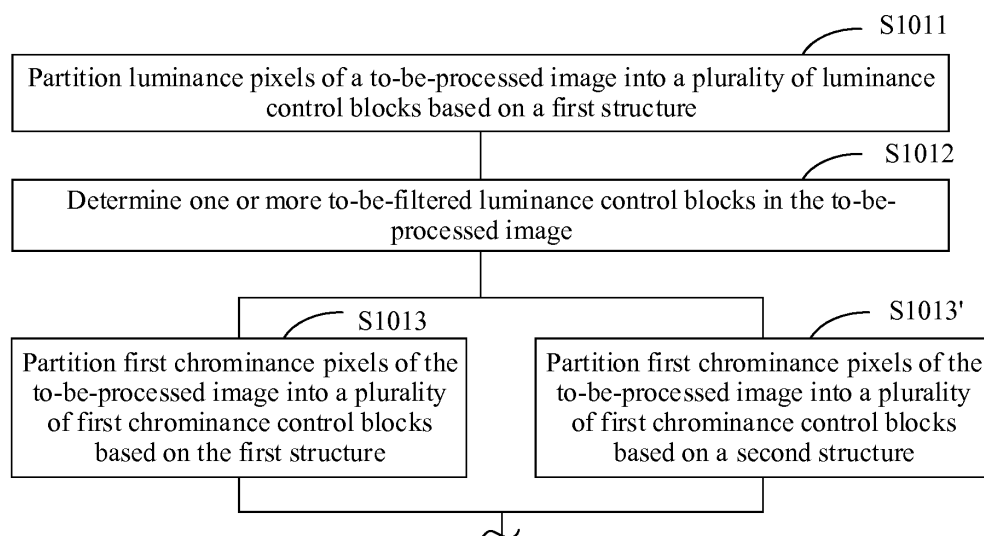 S1011
Partition luminance pixels of a to-be-processed image into a plurality of luminance
control blocks based on a first structure
S1012
Determine one or more to-be-filtered luminance control blocks in the to-be-
processed image
S1013
Partition first chrominance pixels of the
to-be-processed image into a plurality
of first chrominance control blocks
based on the first structure
S1013'
Partition first chrominance pixels of the
to-be-processed image into a plurality
of first chrominance control blocks
based on a second structure